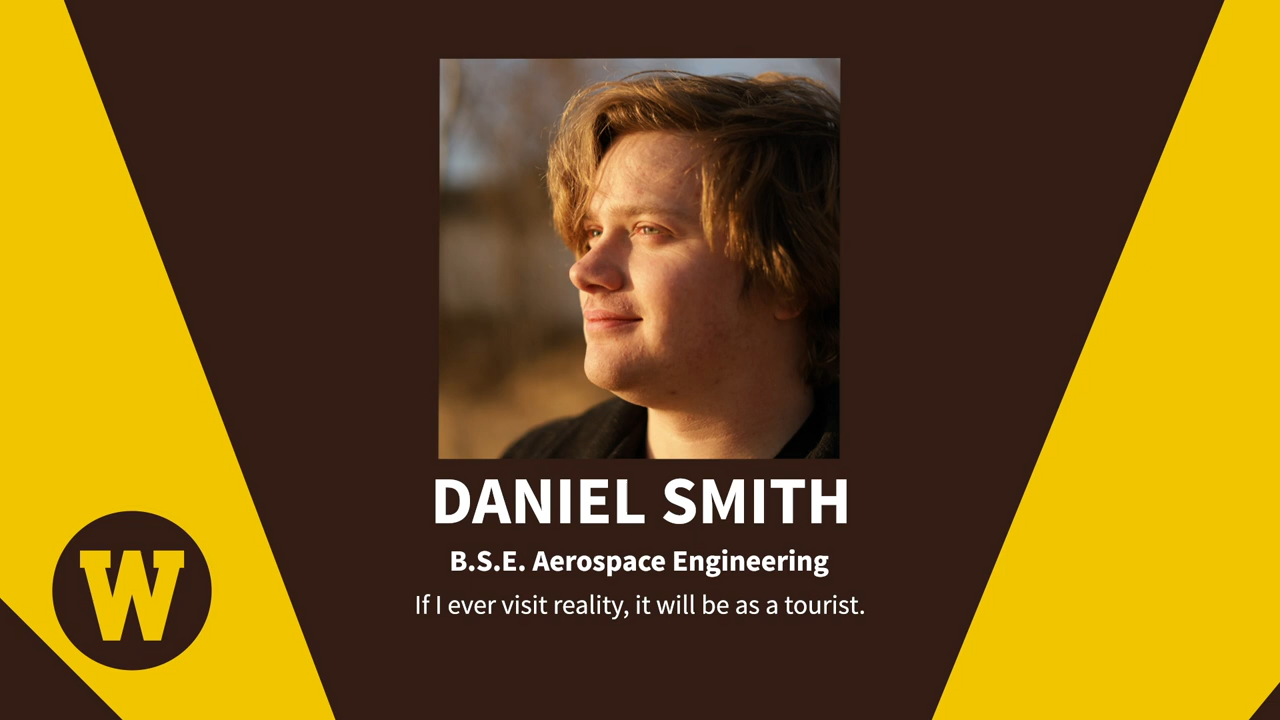 DANIEL SMITH
B.S.E. Aerospace Engineering
If I ever visit reality, it will be as a tourist.
W